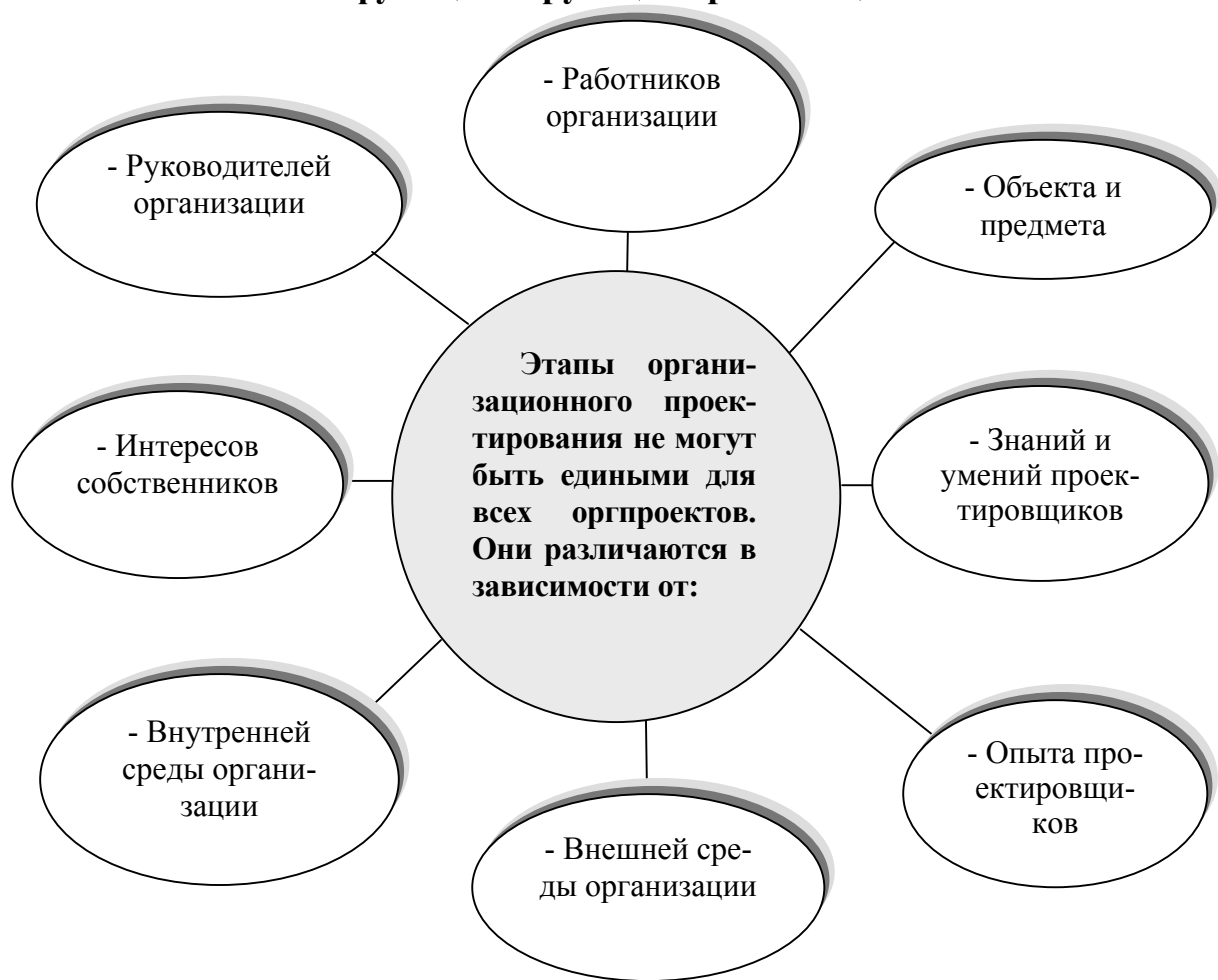 - Работников
организации
- Руководителей
организации
- Объекта и
предмета
Этапы органи-
зационного проек-
тирования не могут
быть едиными для
всех оргпроектов.
Они различаются в
зависимости от:
- Интересов
собственников
- Знаний и
умений проек-
тировщиков
- Внутренней
среды органи-
зации
- Опыта про-
ектировщи-
ков
- Внешней сре-
ды организации